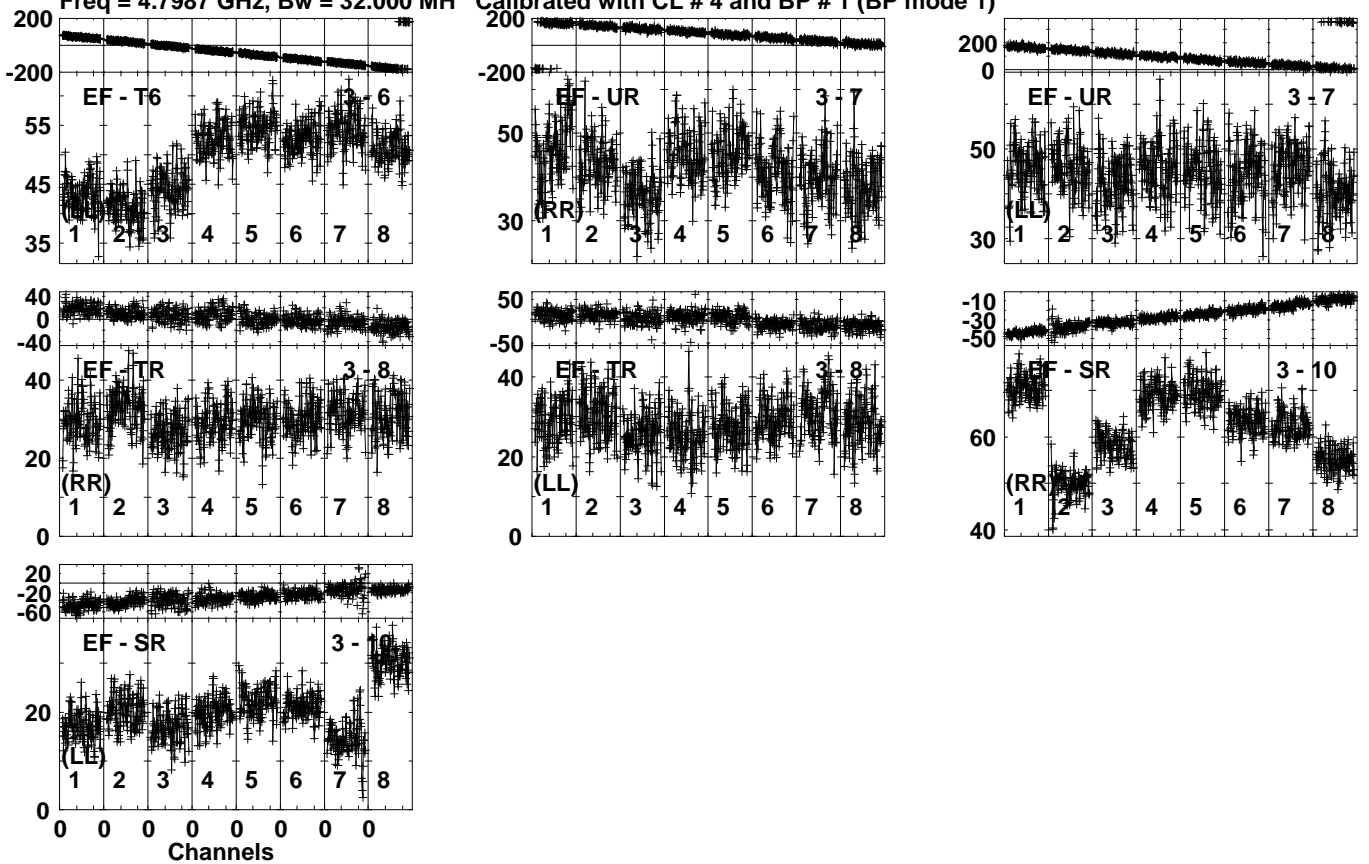 Freq = 4.7987 GHz, Bw = 32.000 MH Calibrated with CL # 4 and BP # 1 (BP mode 1)
200
-200
EF - T6 3 - 6
55
45
35
(LL)
1 2 3 4 5 6 7 8
200
-200
EF - UR 3 - 7
50
30
(RR)
1 2 3 4 5 6 7 8
200
0
EF - UR 3 - 7
50
30
(LL)
1 2 3 4 5 6 7 8
40
0
-40
EF - TR 3 - 8
40
20
0
(RR)
1 2 3 4 5 6 7 8
50
-50
EF - TR 3 - 8
40
20
0
(LL)
1 2 3 4 5 6 7 8
-10
-30
-50
EF - SR 3 - 10
60
40
(RR)
1 2 3 4 5 6 7 8
20
-20
-60
EF - SR 3 - 10
20
0
(LL)
1 2 3 4 5 6 7 8
0 0 0 0 0 0 0 0
Channels